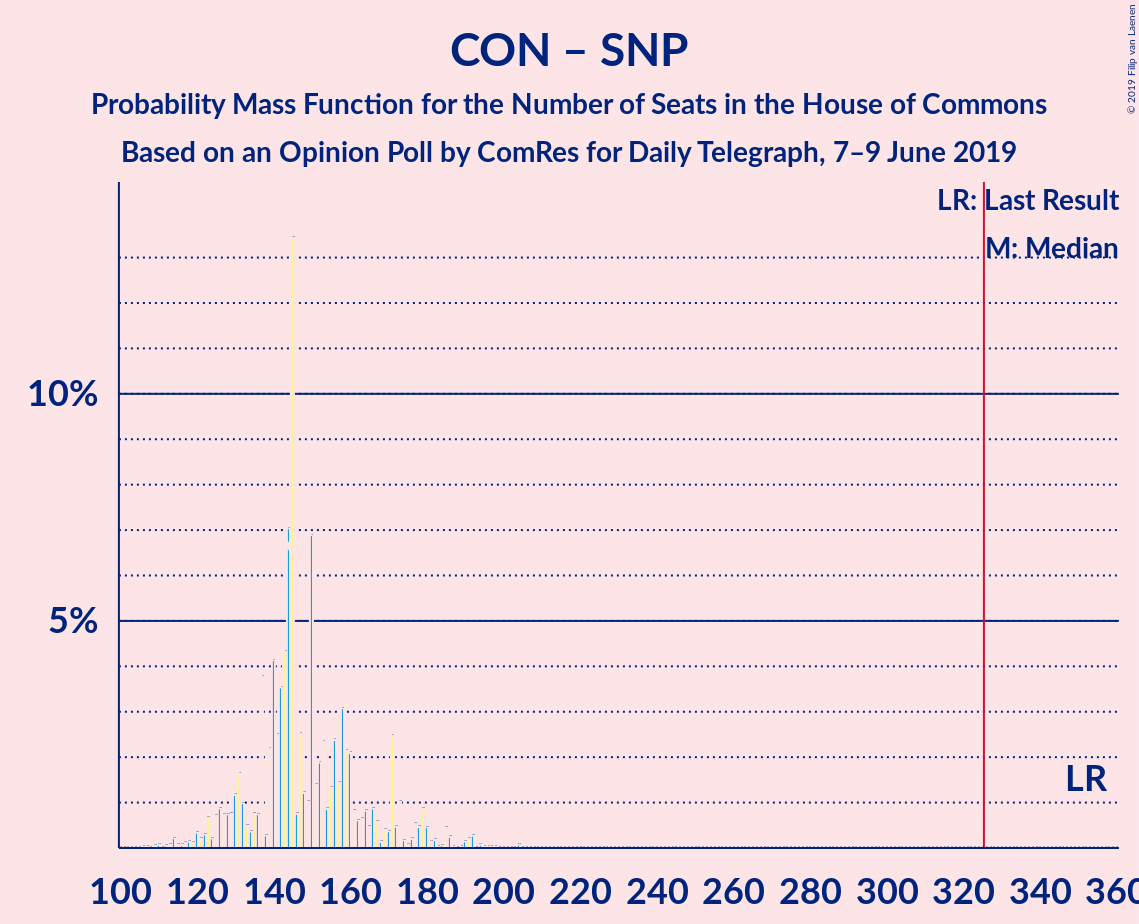 CON – SNP
Probability Mass Function for the Number of Seats in the House of Commons
Based on an Opinion Poll by ComRes for Daily Telegraph, 7–9 June 2019
© 2019 Filip van Laenen
LR: Last Result
M: Median
10%
5%
LR
100 120 140 160 180 200 220 240 260 280 300 320 340 360